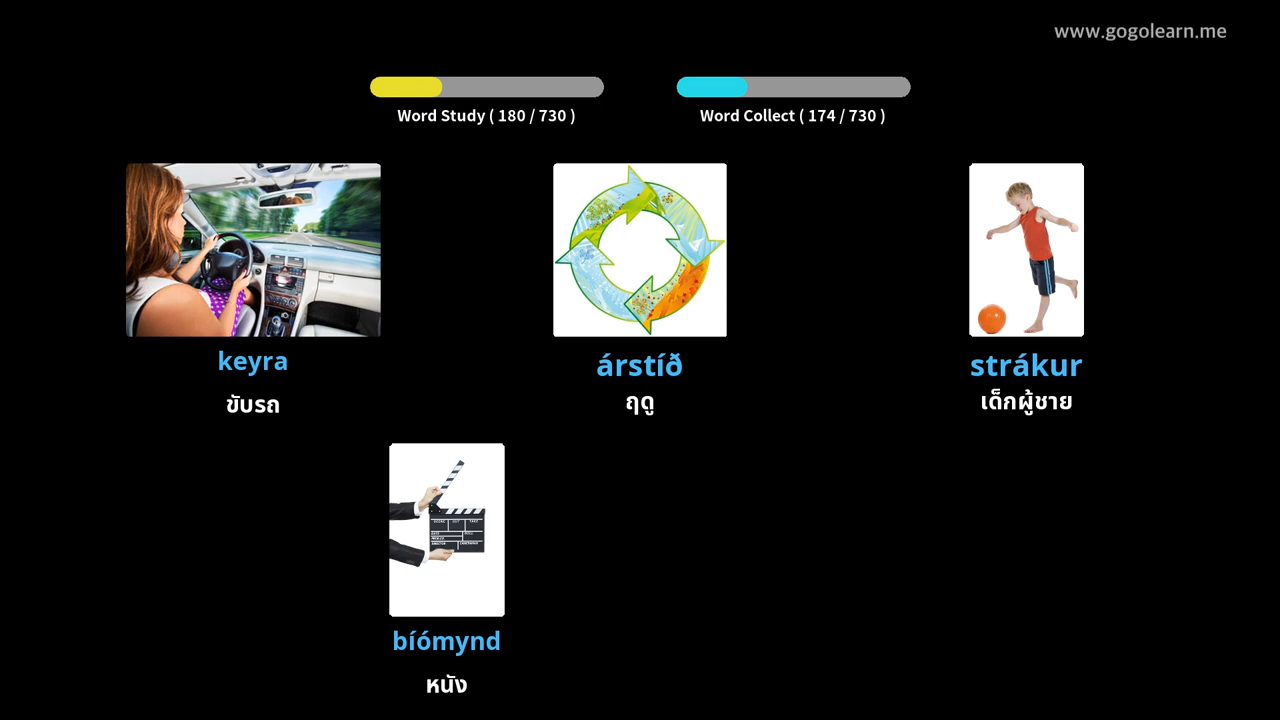 www.gogolearn.me
Word Study ( 180 / 730 )
Word Collect ( 174 / 730 )
keyra
árstíð
strákur
ขับรถ
ฤดู
เด็กผู้ชาย
bíómynd
หนัง